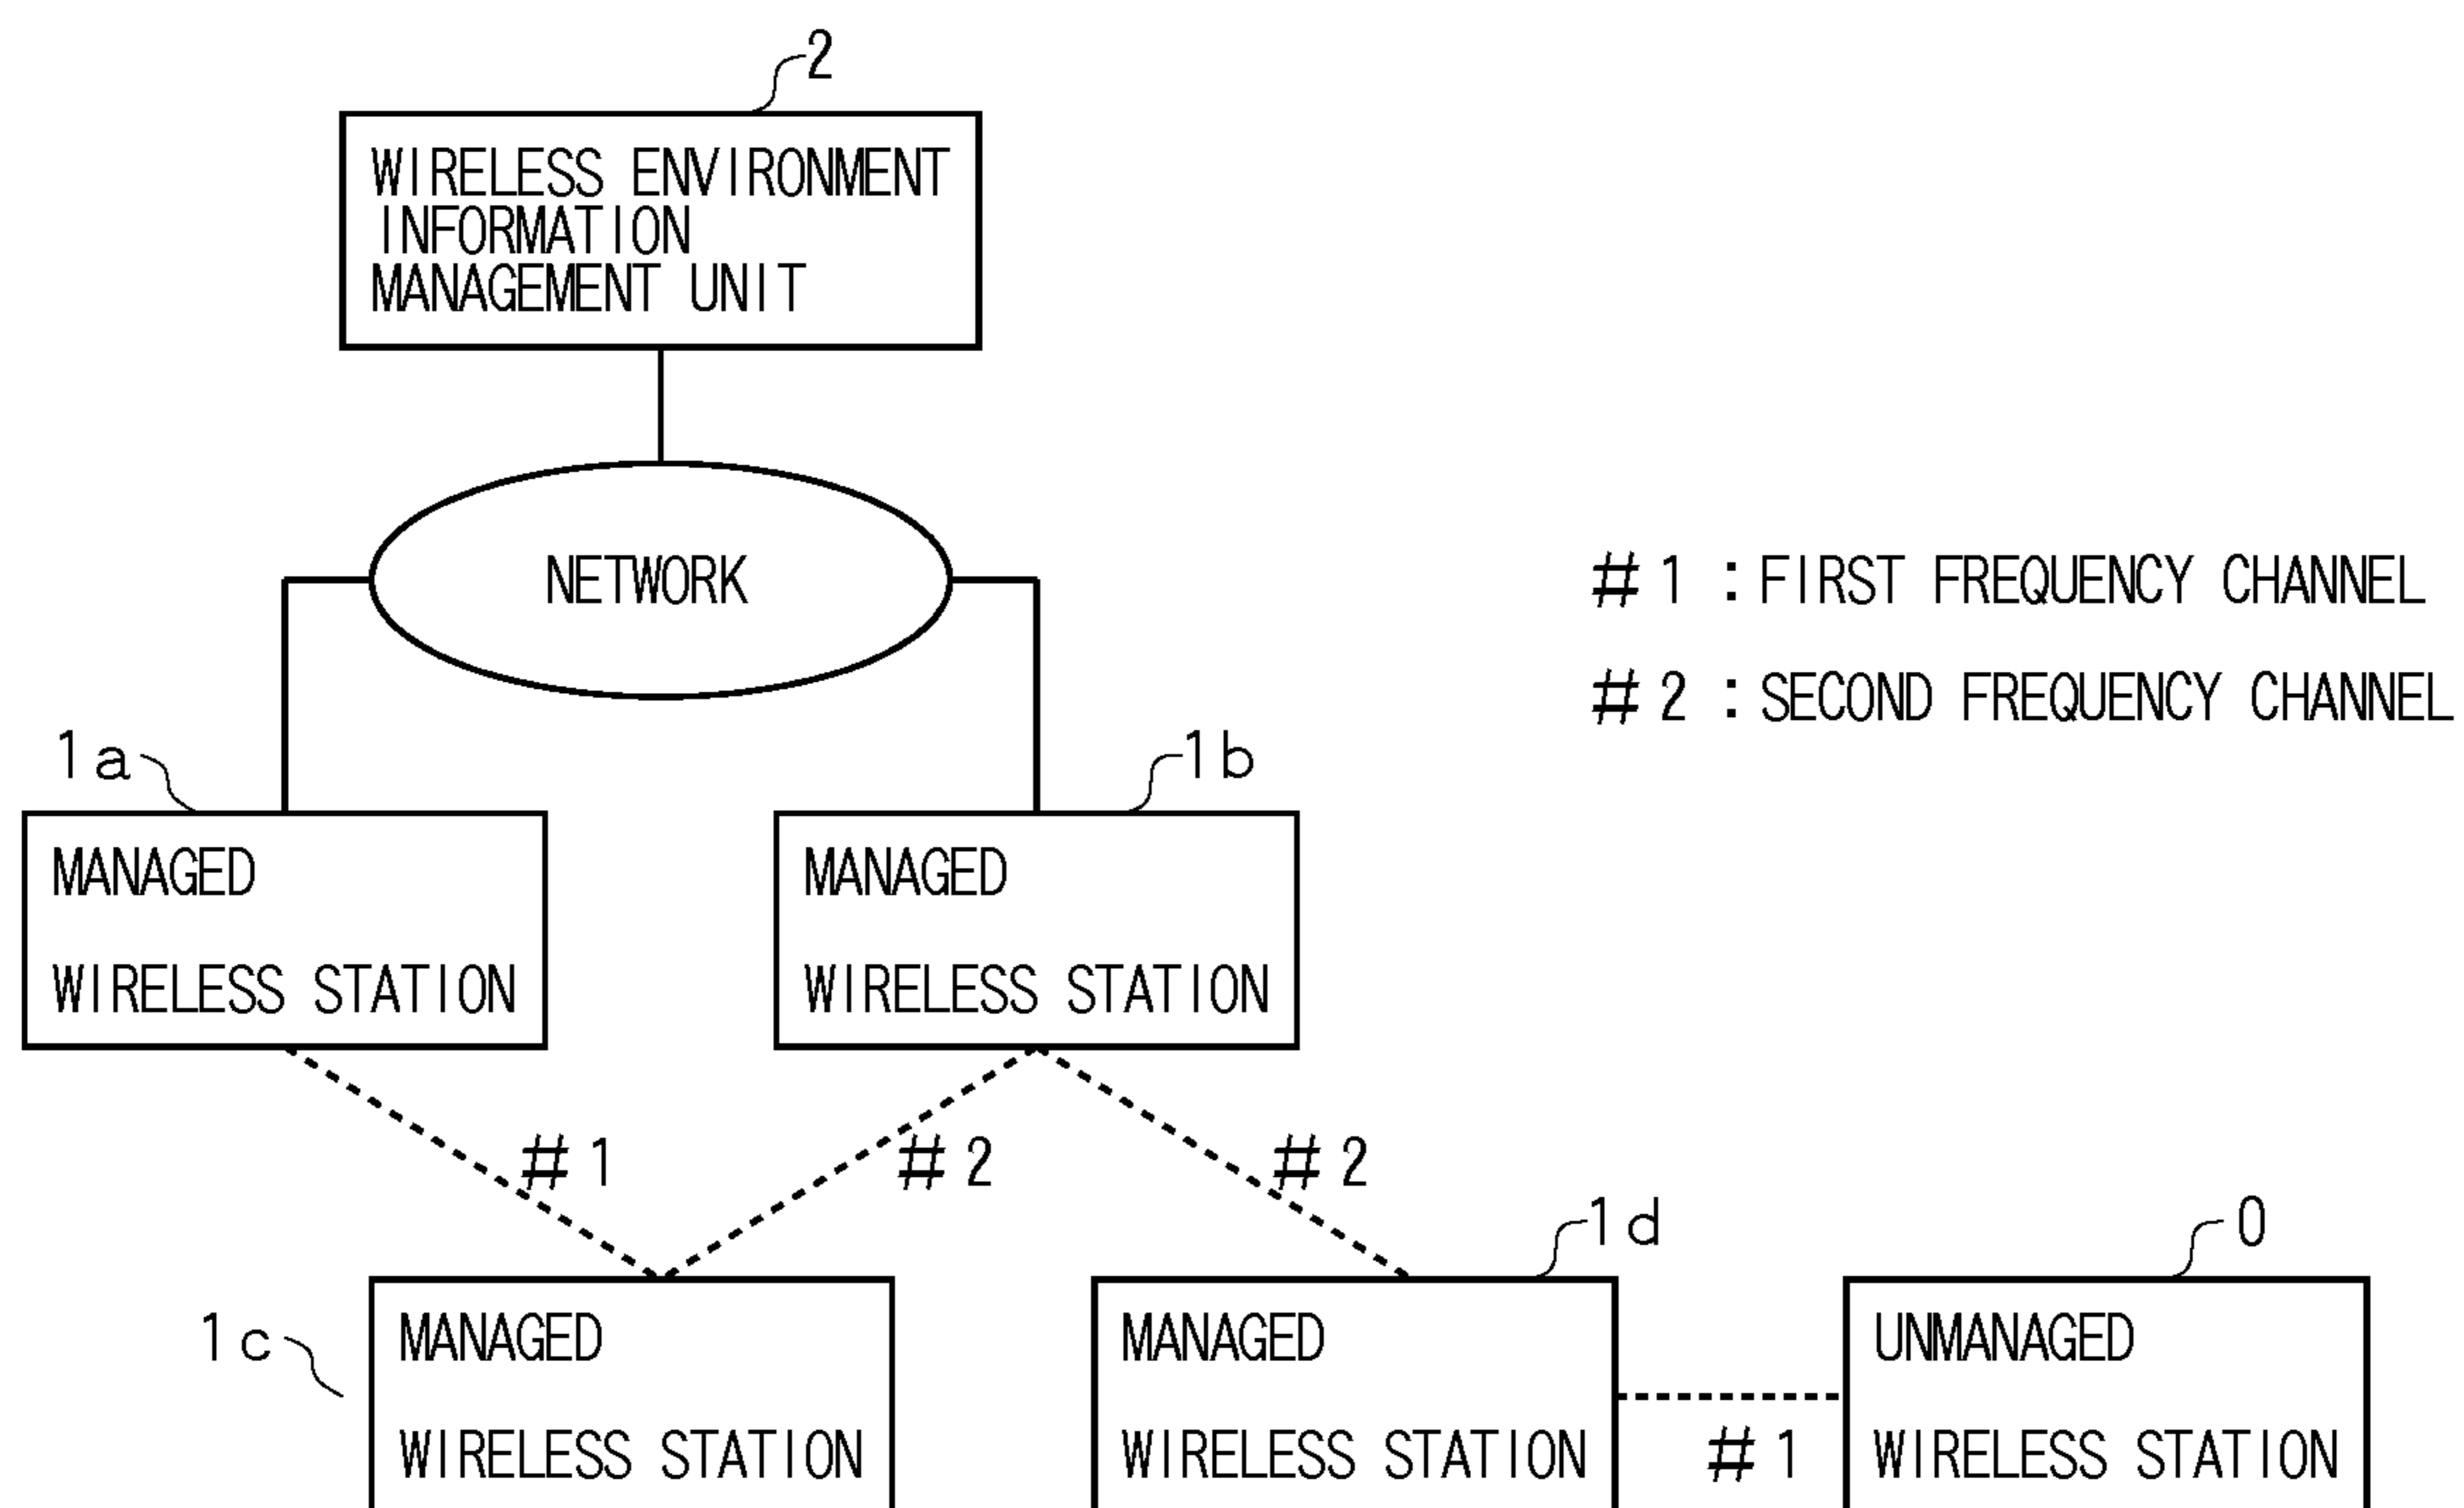 2
WIRELESS ENVIRONMENT
INFORMATION
MANAGEMENT UNIT
NETWORK
#1 : FIRST FREQUENCY CHANNEL
#2 : SECOND FREQUENCY CHANNEL
1a
1b
MANAGED
WIRELESS STATION
MANAGED
WIRELESS STATION
#1
#2
#2
1c
1d
0
MANAGED
WIRELESS STATION
MANAGED
WIRELESS STATION
#1
UNMANAGED
WIRELESS STATION